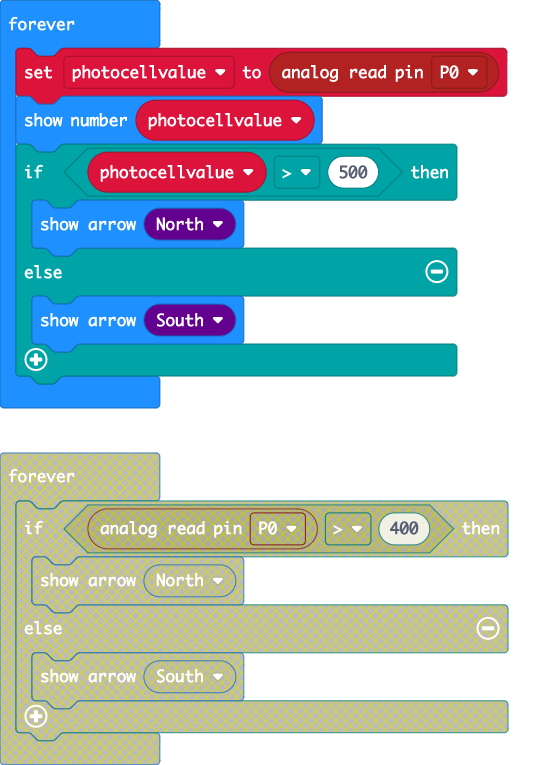 forever
set photocellvalue to analog read pin P0
show number photocellvalue
if photocellvalue > 500 then
show arrow North
else
show arrow South
forever
if analog read pin P0 > 400 then
show arrow North
else
show arrow South